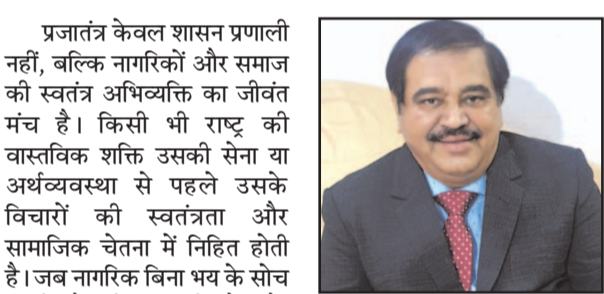 प्रजातंत्र केवल शासन प्रणाली
नहीं, बल्कि नागरिकों और समाज
की स्वतंत्र अभिव्यक्ति का जीवंत
मंच है। किसी भी राष्ट्र की
वास्तविक शक्ति उसकी सेना या
अर्थव्यवस्था से पहले उसके
विचारों की स्वतंत्रता और
सामाजिक चेतना में निहित होती
है। जब नागरिक बिना भय के सोच